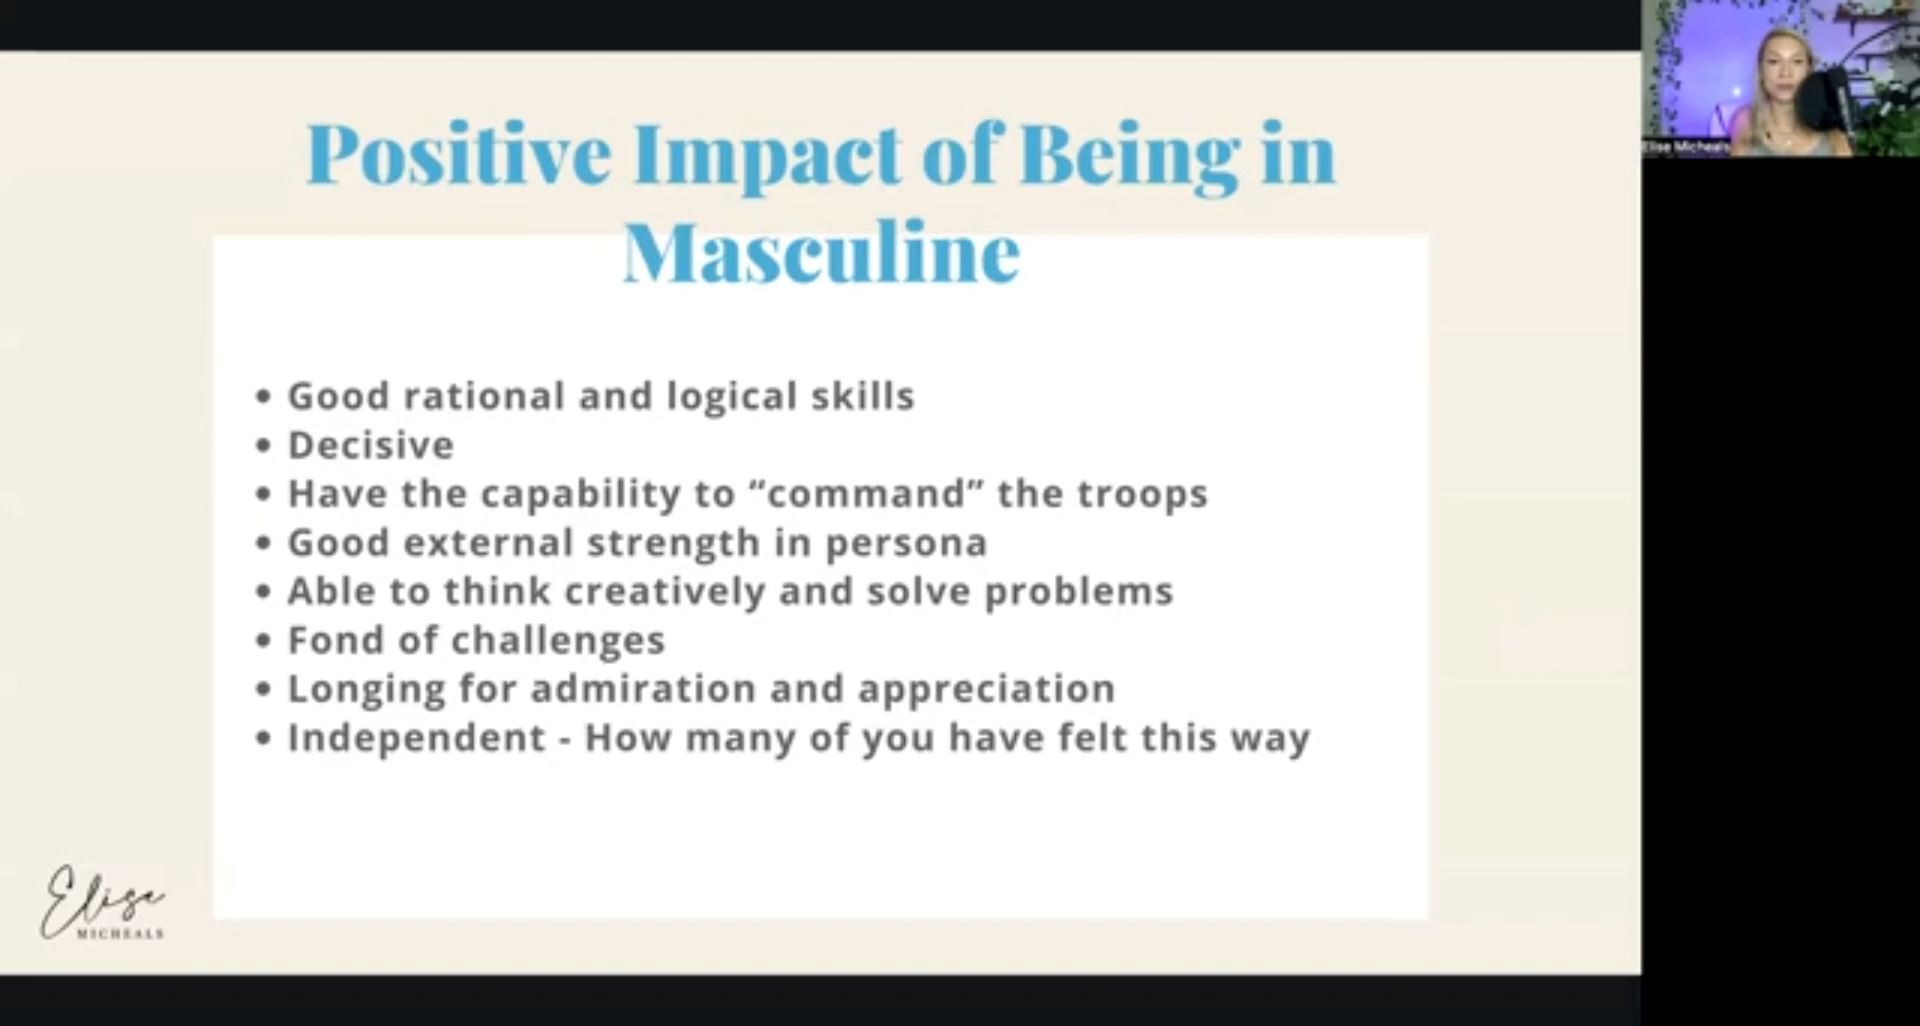 Positive Impact of Being in
Masculine
• Good rational and logical skills
• Decisive
• Have the capability to “command” the troops
• Good external strength in persona
• Able to think creatively and solve problems
• Fond of challenges
• Longing for admiration and appreciation
• Independent - How many of you have felt this way
Elise
MICHEALS
Elise Micheals